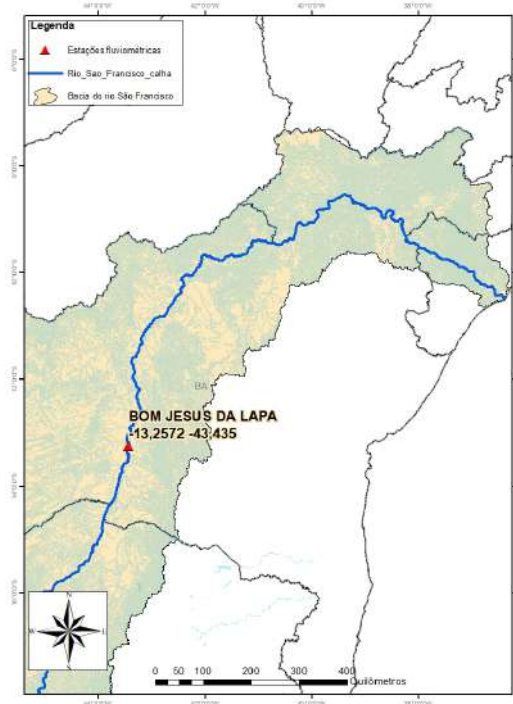 Legenda
Estações fluviométricas
Rio_Sao_Francisco_calha
Bacia do rio São Francisco
BA
BOM JESUS DA LAPA
-13,2572 -43,435
N
W
E
S
0 50 100 200 300 400
Quilômetros